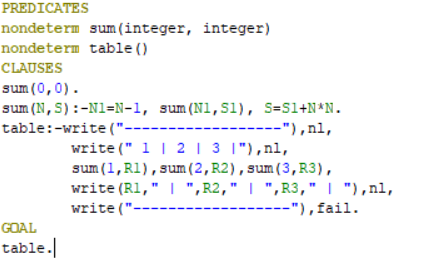 PREDICATES
nondeterm sum(integer, integer)
nondeterm table()
CLAUSES
sum(0,0).
sum(N,S):-N1=N-1, sum(N1,S1), S=S1+N*N.
table:-write("------------------"),nl,
write(" 1 | 2 | 3 |"),nl,
sum(1,R1),sum(2,R2),sum(3,R3),
write(R1," | ",R2," | ",R3," | "),nl,
write("------------------"),fail.
GOAL
table.